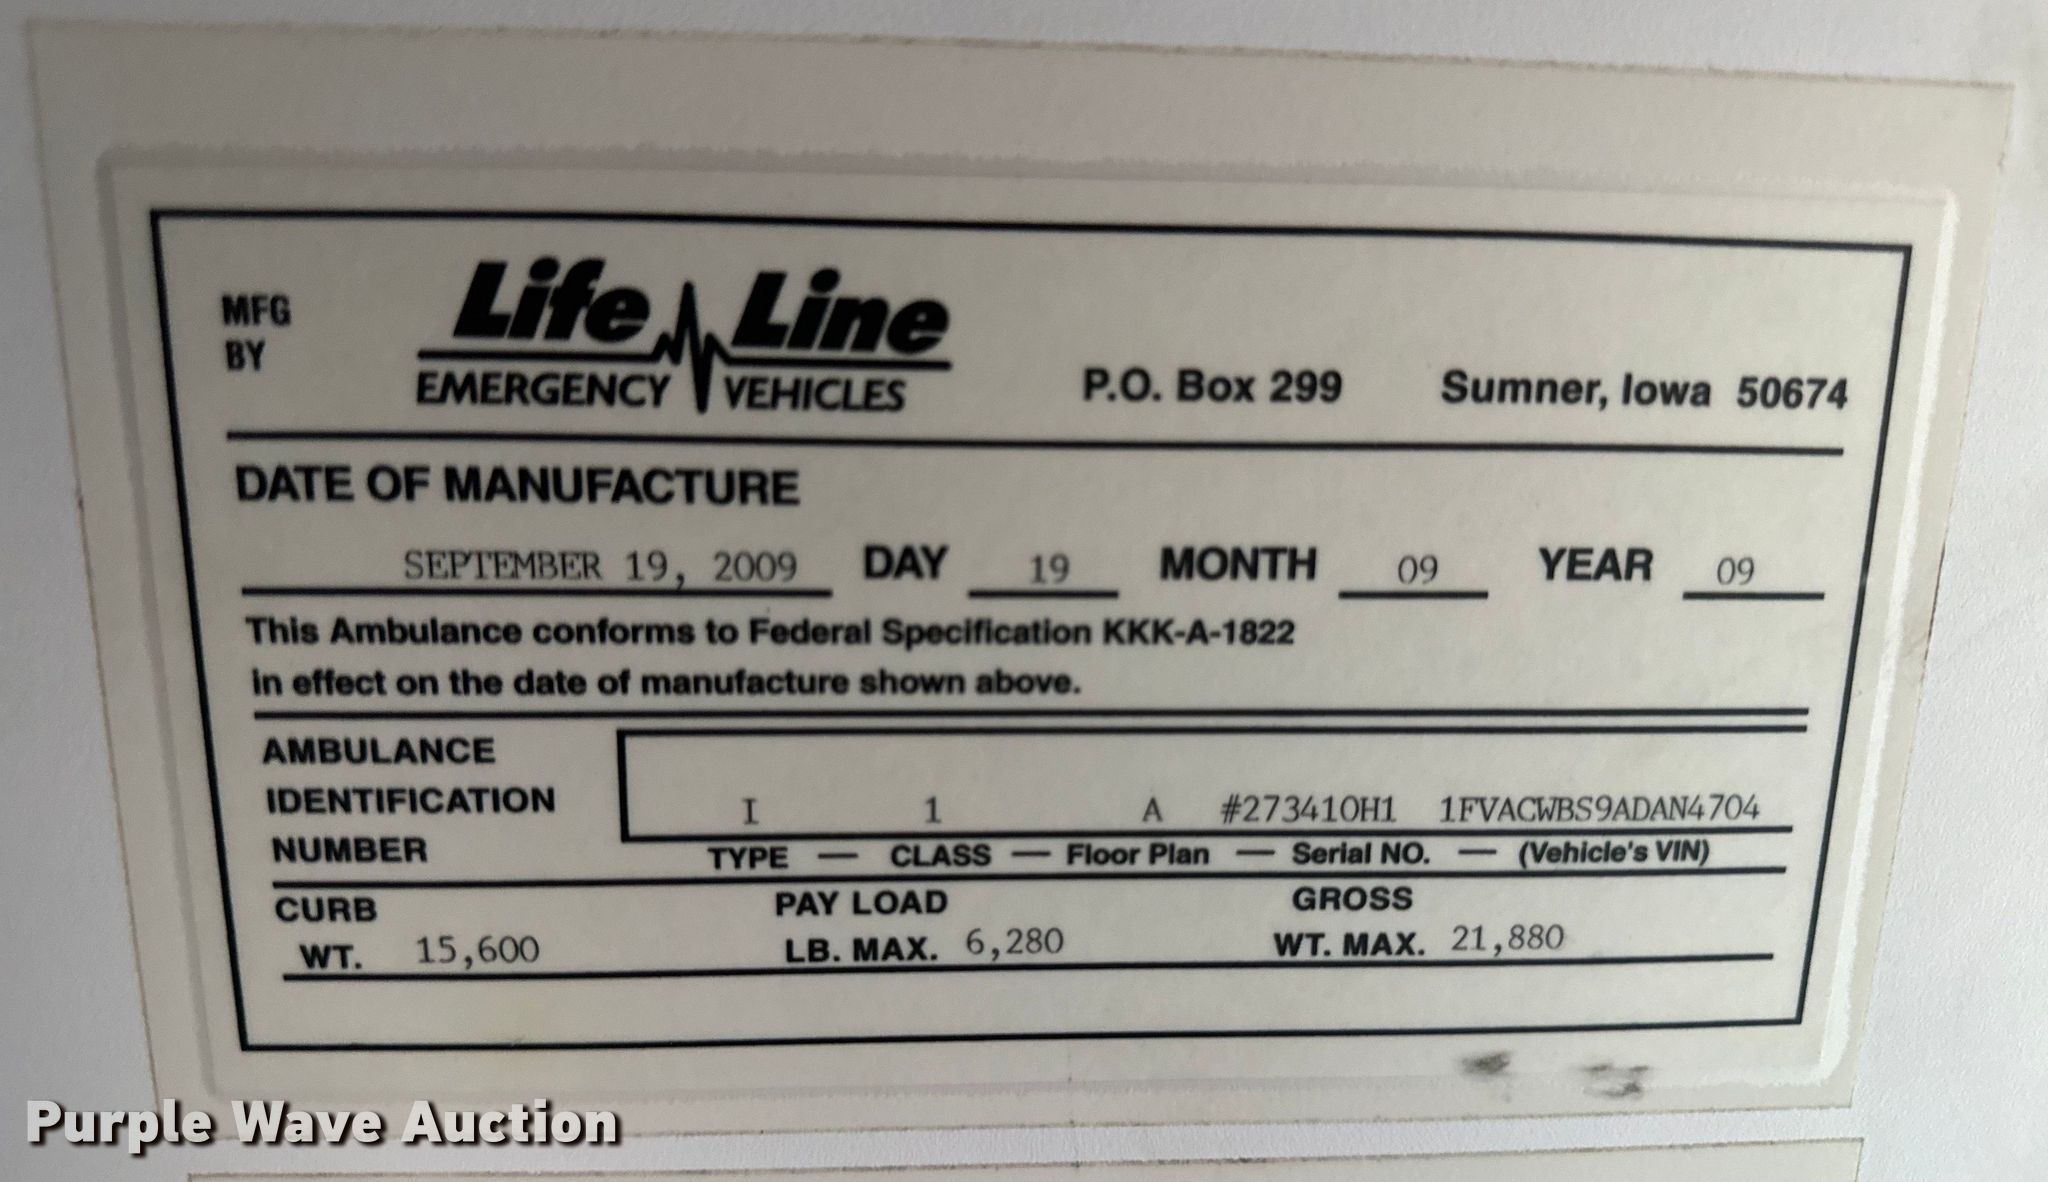 MFG
BY
Life Line
EMERGENCY VEHICLES
P.O. Box 299 Sumner, Iowa 50674
DATE OF MANUFACTURE
SEPTEMBER 19, 2009 DAY 19 MONTH 09 YEAR 09
This Ambulance conforms to Federal Specification KKK-A-1822
in effect on the date of manufacture shown above.
AMBULANCE
IDENTIFICATION
NUMBER
I 1 A #273410H1 1FVACWBS9ADAN4704
TYPE — CLASS — Floor Plan — Serial NO. — (Vehicle's VIN)
CURB
WT. 15,600
PAY LOAD
LB. MAX. 6,280
GROSS
WT. MAX. 21,880
Purple Wave Auction